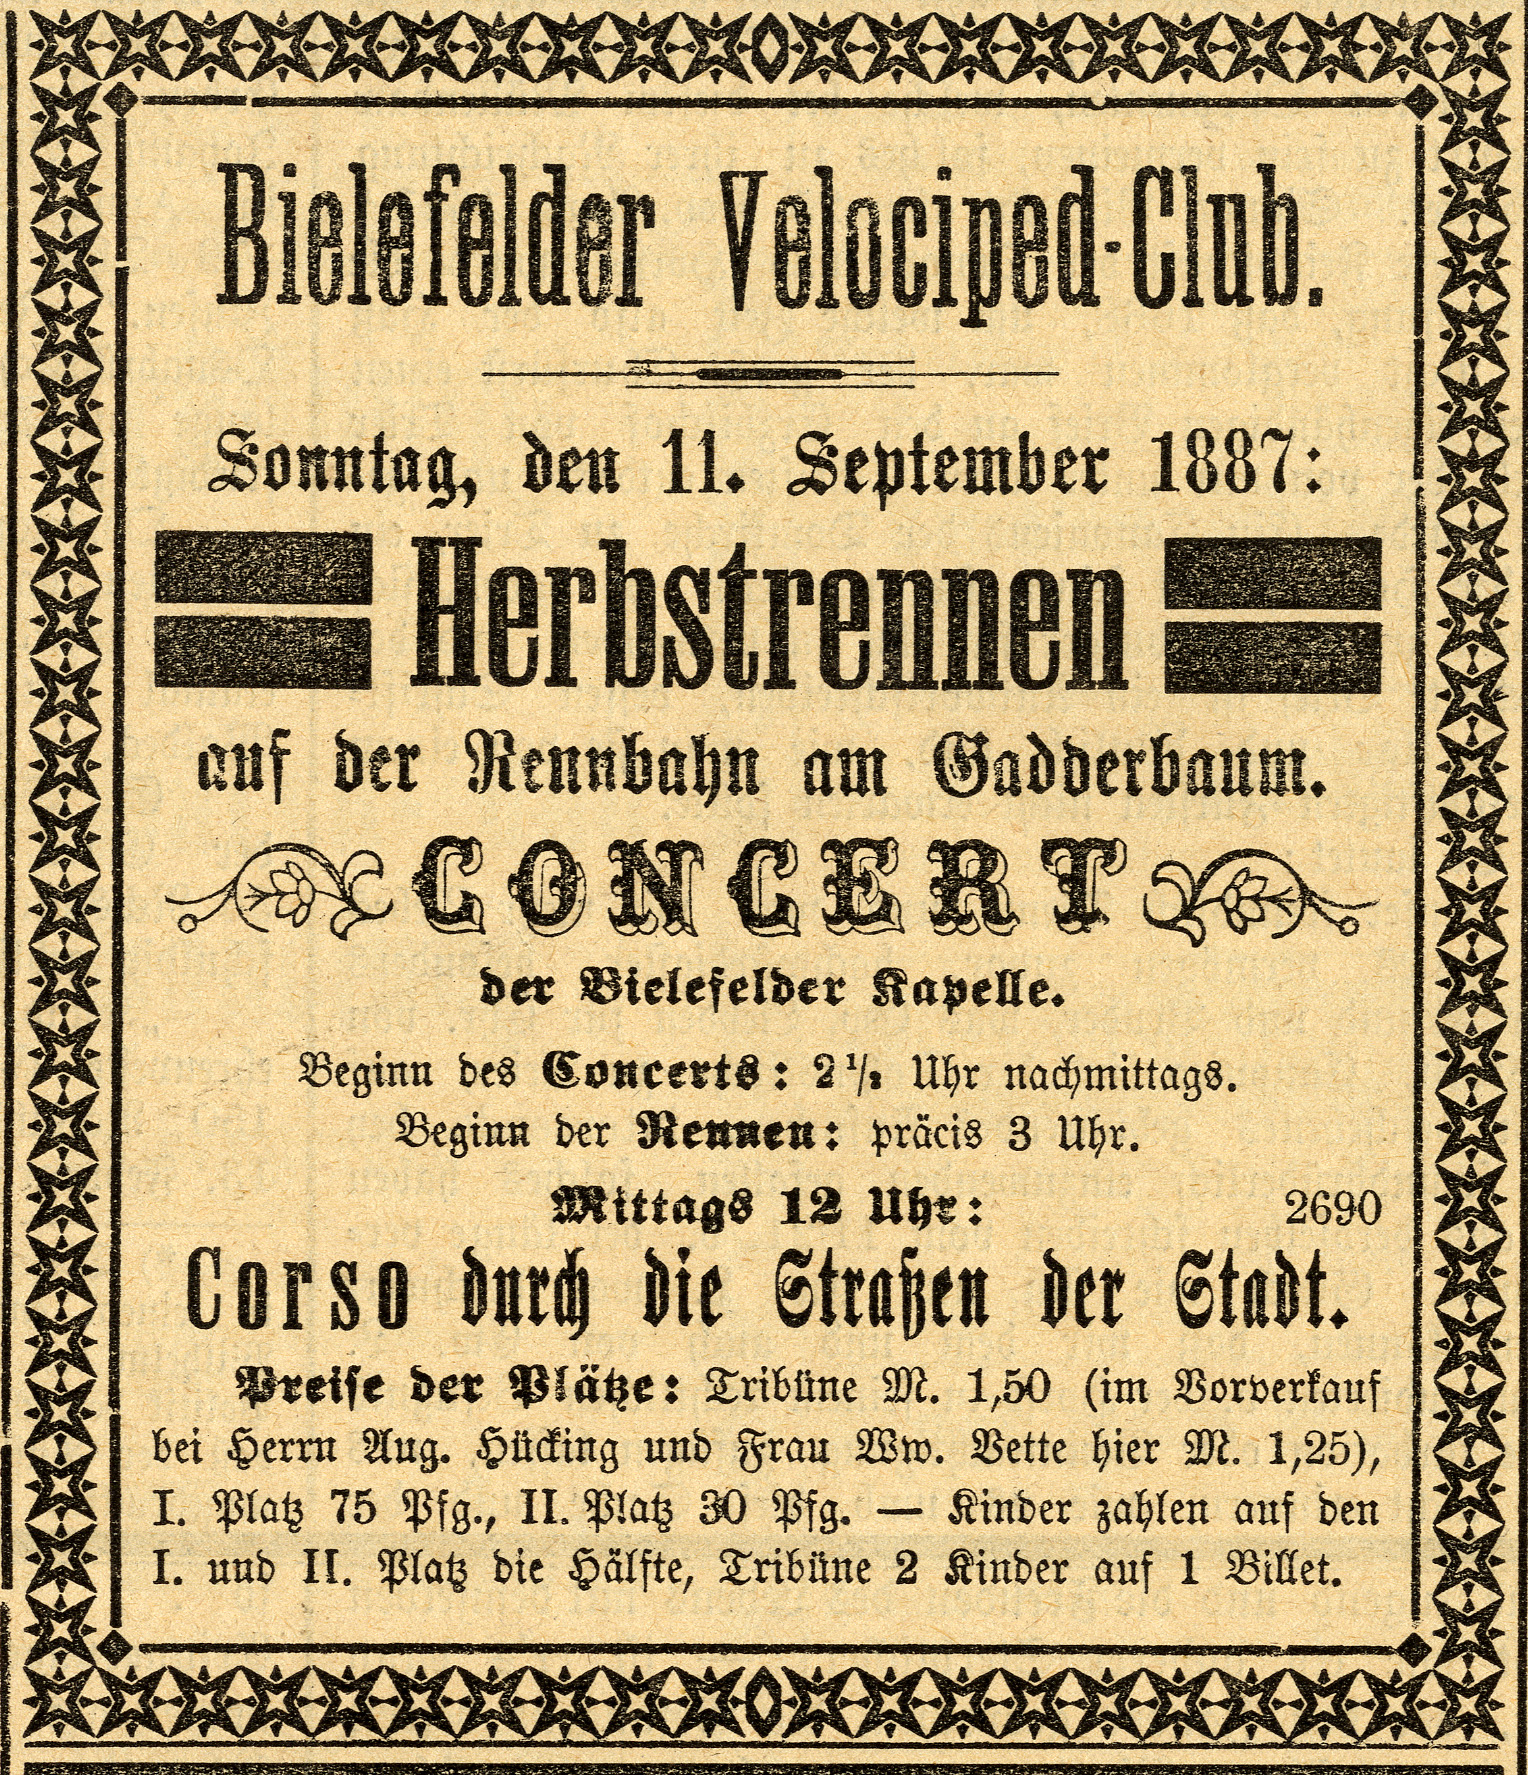 Bielefelder Velociped-Club.
Sonntag, den 11. September 1887:
Herbstrennen
auf der Rennbahn am Gadderbaum.
CONCERT
der Bielefelder Kapelle.
Beginn des Concerts: 2 1/2 Uhr nachmittags.
Beginn der Rennen: präcis 3 Uhr.
Mittags 12 Uhr: 2690
Corso durch die Straßen der Stadt.
Preise der Plätze: Tribüne M. 1,50 (im Vorverkauf
bei Herrn Aug. Hücking und Frau Ww. Vette hier M. 1,25),
I. Platz 75 Pfg., II. Platz 30 Pfg. — Kinder zahlen auf den
I. und II. Platz die Hälfte, Tribüne 2 Kinder auf 1 Billet.